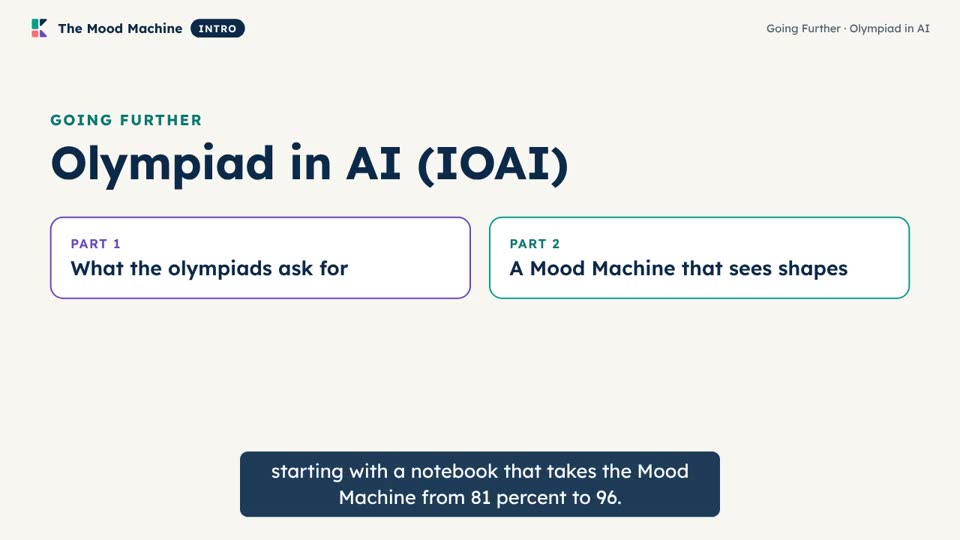 The Mood Machine INTRO
Going Further · Olympiad in AI
GOING FURTHER
Olympiad in AI (IOAI)
PART 1
What the olympiads ask for
PART 2
A Mood Machine that sees shapes
starting with a notebook that takes the Mood
Machine from 81 percent to 96.